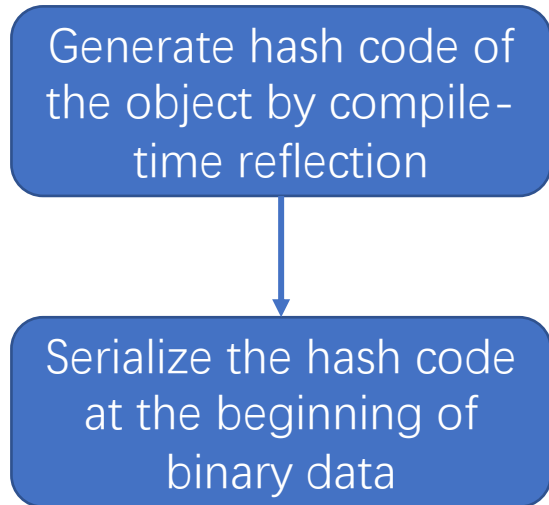 Generate hash code of
the object by compile-
time reflection
Serialize the hash code
at the beginning of
binary data